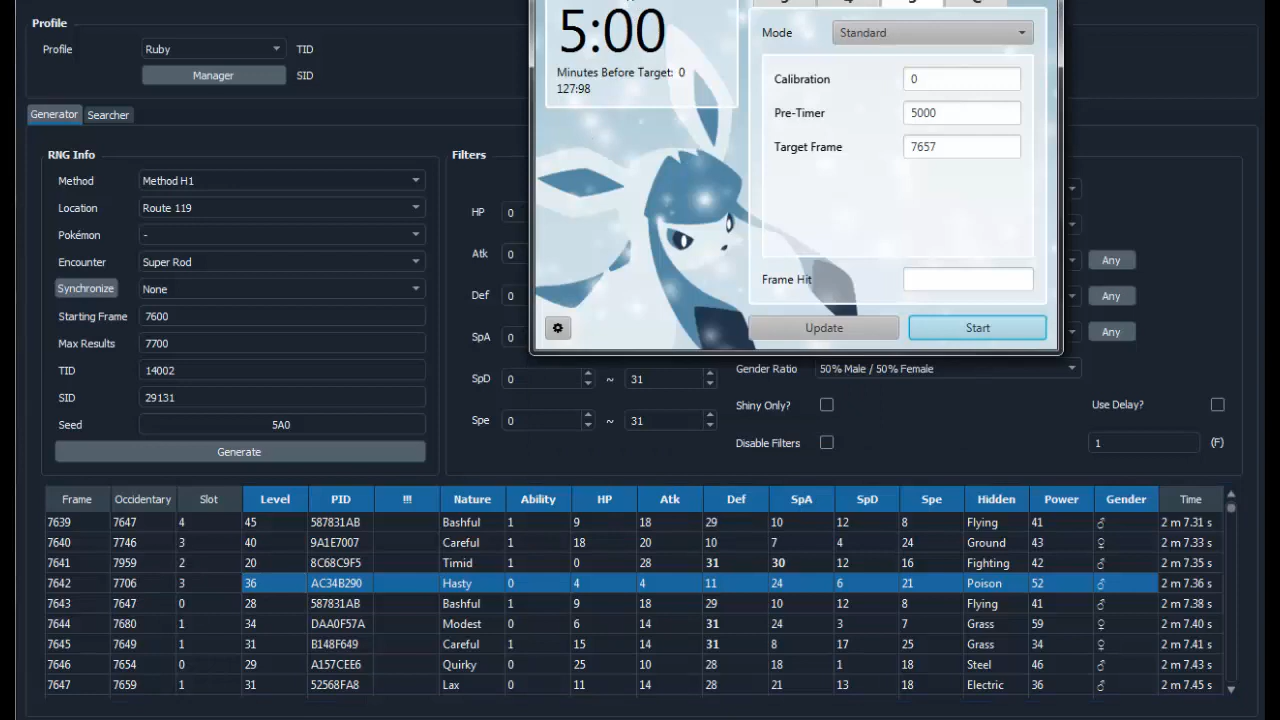 Profile
Profile Ruby TID
Manager SID
Generator Searcher
RNG Info
Method Method H1
Location Route 119
Pokémon -
Encounter Super Rod
Synchronize None
Starting Frame 7600
Max Results 7700
TID 14002
SID 29131
Seed 5A0
Generate
Filters
HP 0
Atk 0 Any
Def 0 Any
SpA 0 Any
SpD 0 ~ 31
Spe 0 ~ 31
Gender Ratio 50% Male / 50% Female
Shiny Only?
Use Delay?
Disable Filters
1 (F)
5:00
Minutes Before Target: 0
127:98
Mode Standard
Calibration 0
Pre-Timer 5000
Target Frame 7657
Frame Hit
Update Start
Frame Occidentary Slot Level PID !!! Nature Ability HP Atk Def SpA SpD Spe Hidden Power Gender Time
7639 7647 4 45 587831AB Bashful 1 9 18 29 10 12 8 Flying 41 ♂ 2 m 7.31 s
7640 7746 3 40 9A1E7007 Careful 1 18 20 10 7 4 24 Ground 43 ♀ 2 m 7.33 s
7641 7959 2 20 8C68C9F5 Timid 1 0 28 31 30 12 16 Fighting 42 ♂ 2 m 7.35 s
7642 7706 3 36 AC34B290 Hasty 0 4 4 11 24 6 21 Poison 52 ♂ 2 m 7.36 s
7643 7647 0 28 587831AB Bashful 1 9 18 29 10 12 8 Flying 41 ♂ 2 m 7.38 s
7644 7680 1 34 DAA0F57A Modest 0 6 14 31 24 3 7 Grass 59 ♀ 2 m 7.40 s
7645 7649 1 31 B148F649 Careful 1 15 14 31 8 17 25 Grass 34 ♀ 2 m 7.41 s
7646 7654 0 29 A157CEE6 Quirky 0 25 10 28 18 1 18 Steel 46 ♂ 2 m 7.43 s
7647 7659 1 31 52568FA8 Lax 0 11 14 28 21 13 18 Electric 36 ♂ 2 m 7.45 s